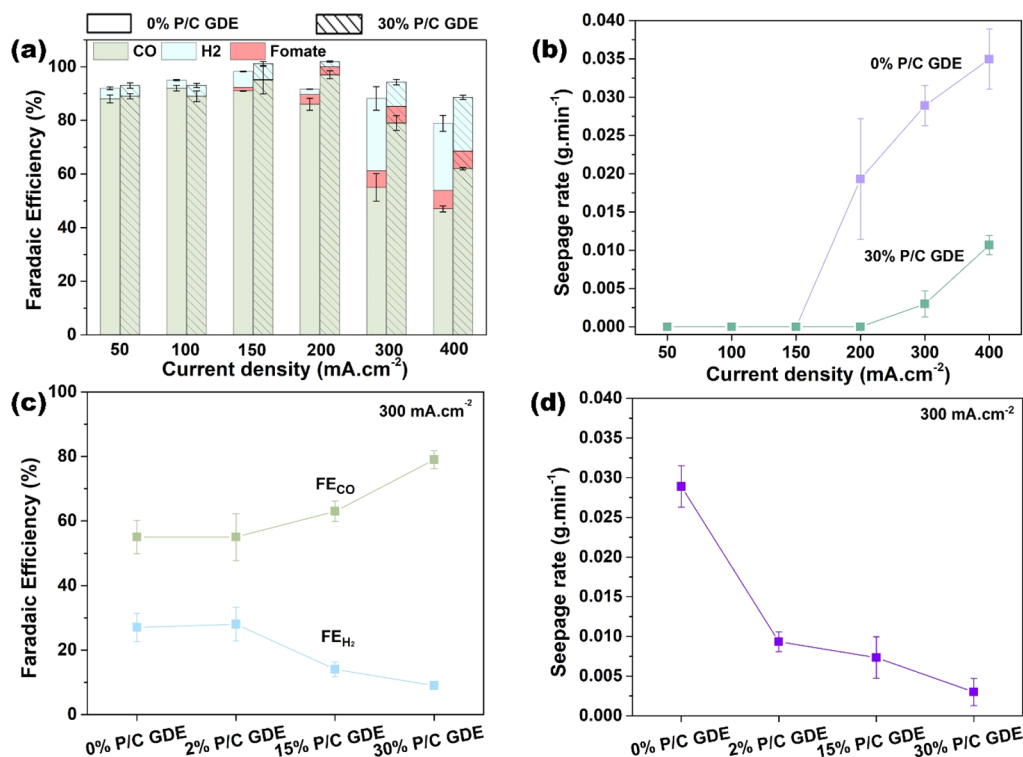 0% P/C GDE 30% P/C GDE
(a)
CO H2 Fomate
100
80
60
40
20
0
Faradaic Efficiency (%)
50 100 150 200 300 400
Current density (mA.cm⁻²)
(b)
0.040
0.035
0.030
0.025
0.020
0.015
0.010
0.005
0.000
Seepage rate (g.min⁻¹)
0% P/C GDE
30% P/C GDE
50 100 150 200 300 400
Current density (mA.cm⁻²)
(c)
300 mA.cm⁻²
100
80
60
40
20
0
Faradaic Efficiency (%)
FE_CO
FE_H₂
0% P/C GDE 2% P/C GDE 15% P/C GDE 30% P/C GDE
(d)
300 mA.cm⁻²
0.040
0.035
0.030
0.025
0.020
0.015
0.010
0.005
0.000
Seepage rate (g.min⁻¹)
0% P/C GDE 2% P/C GDE 15% P/C GDE 30% P/C GDE